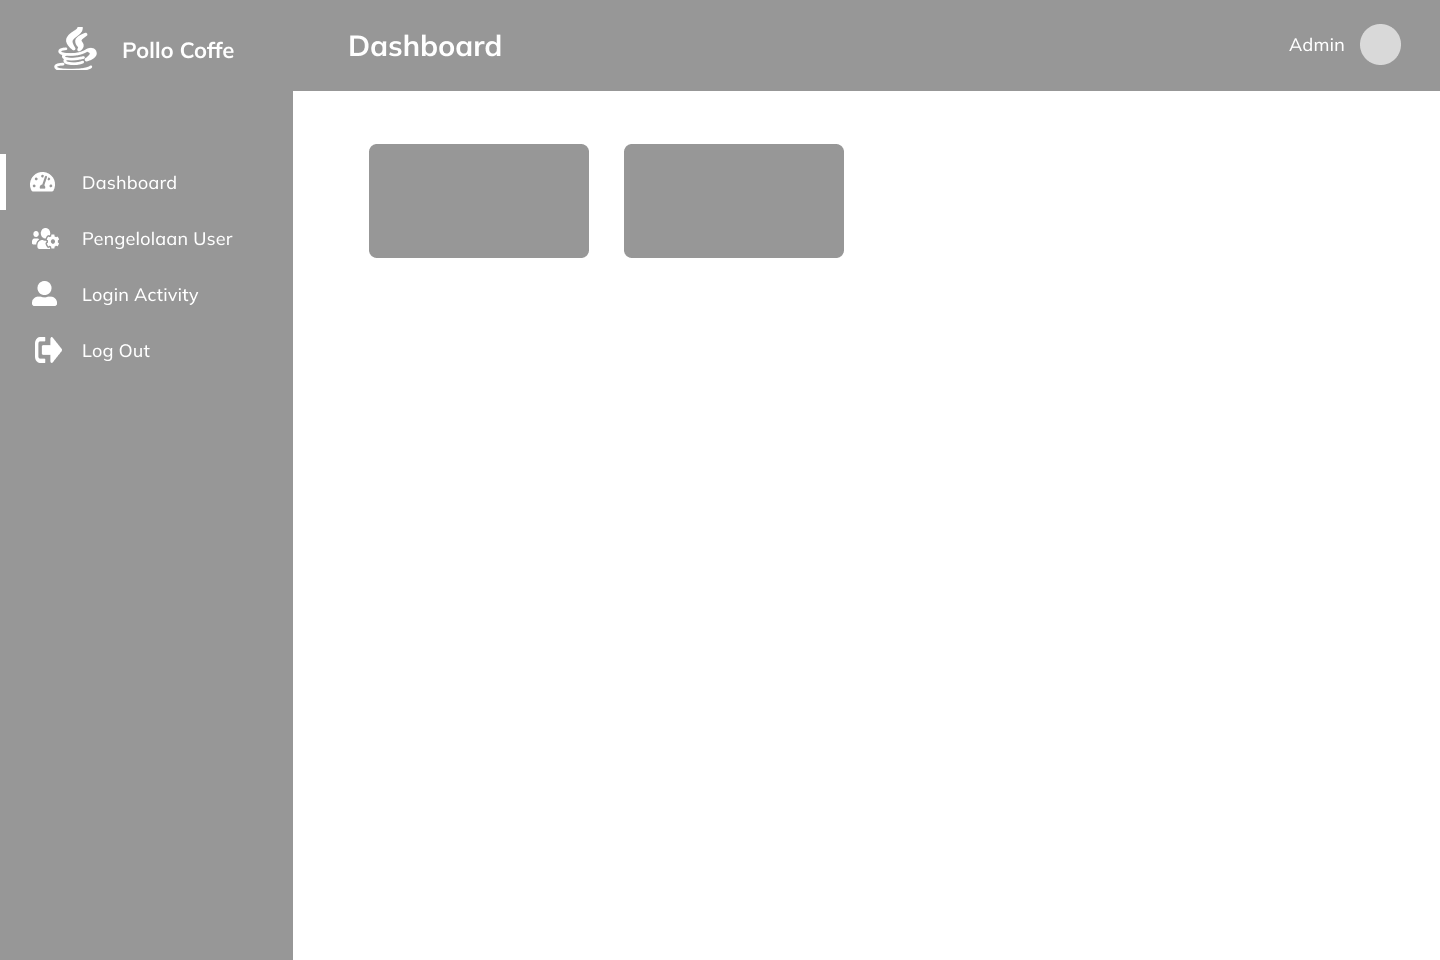 Pollo Coffe
Dashboard
Admin
Dashboard
Pengelolaan User
Login Activity
Log Out